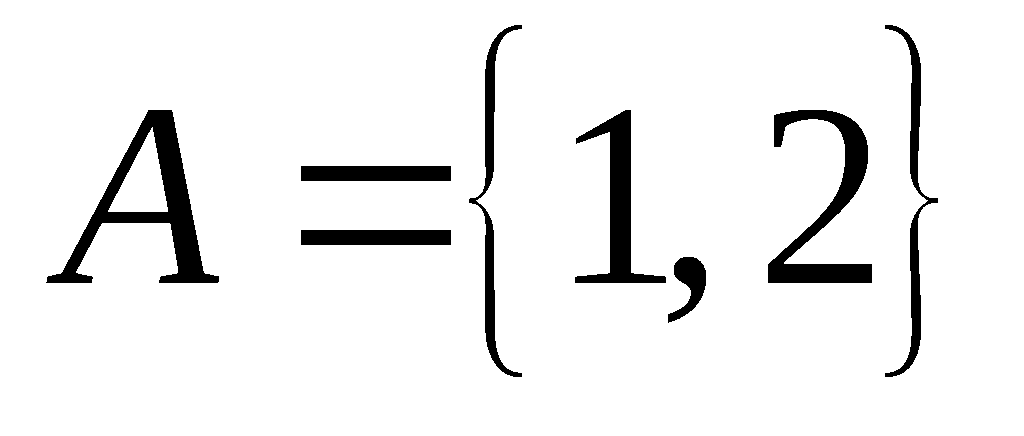 A = {1, 2}